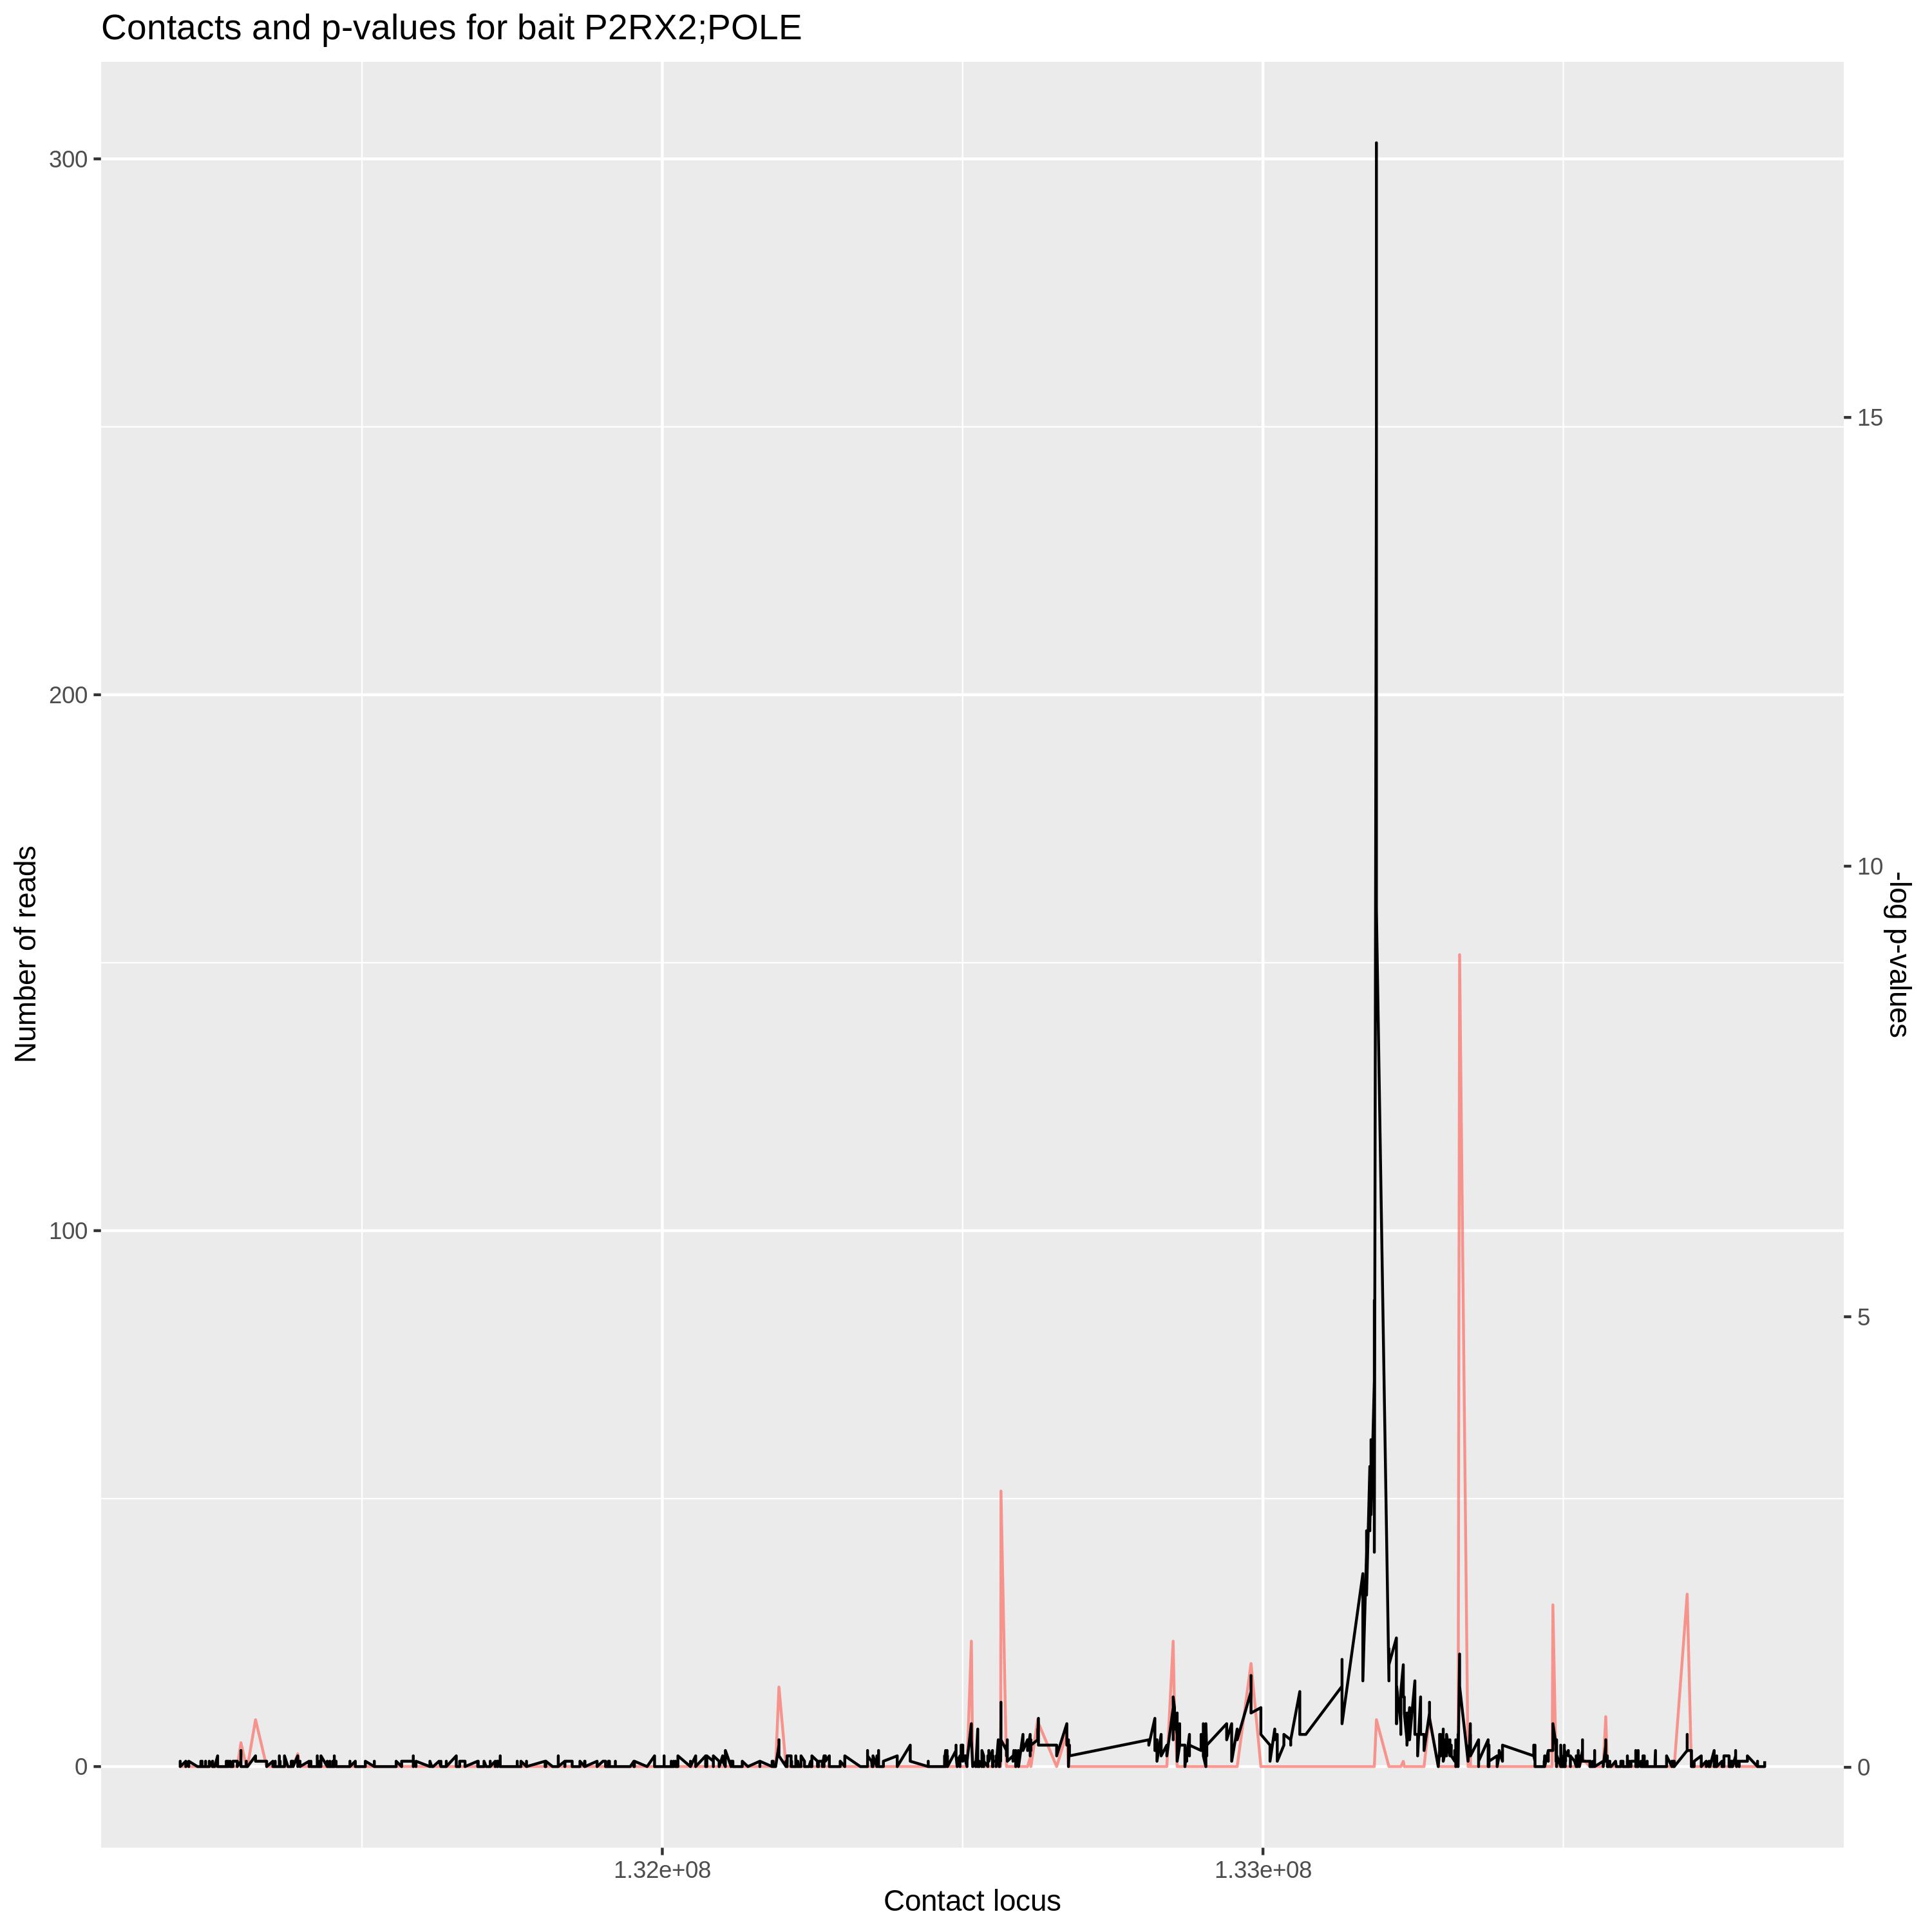 Contacts and p-values for bait P2RX2;POLE
300
200
100
0
Number of reads
15
10
5
0
-log p-values
1.32e+08
1.33e+08
Contact locus